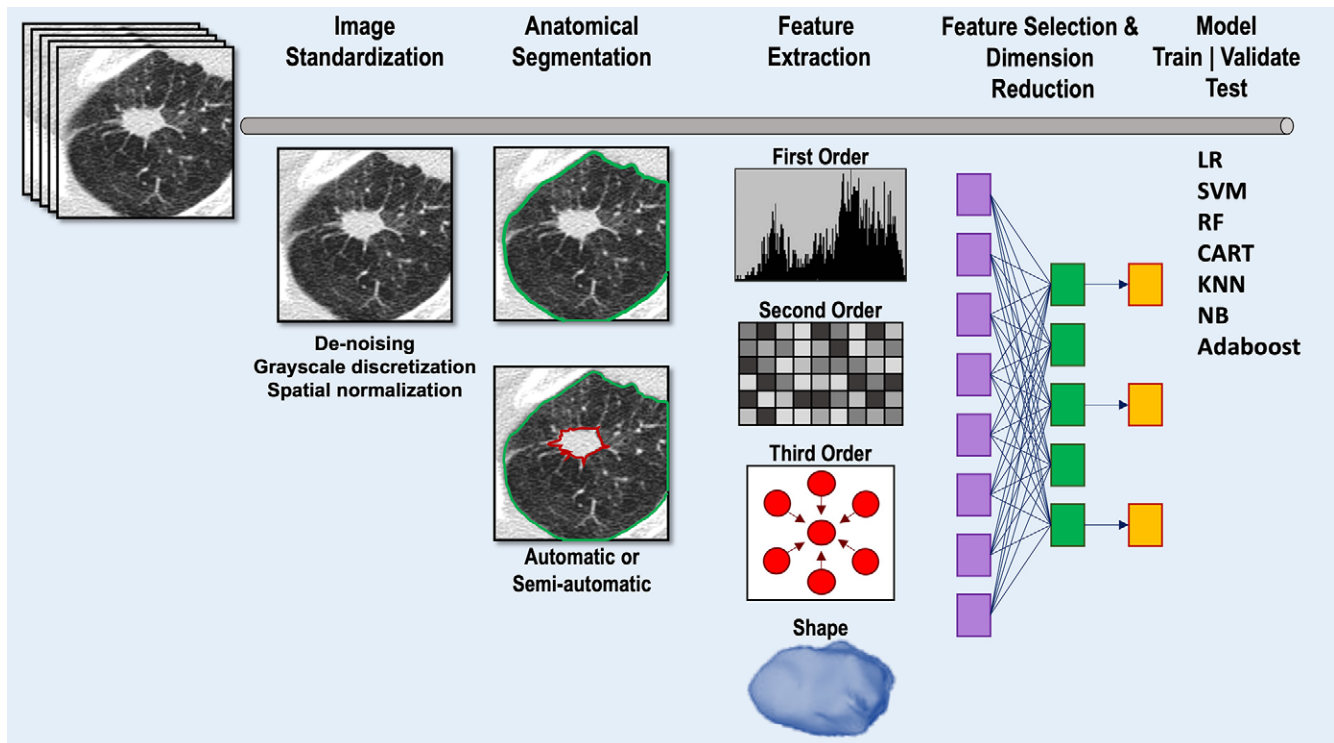 Image
Standardization
Anatomical
Segmentation
Feature
Extraction
Feature Selection &
Dimension
Reduction
Model
Train | Validate
Test
De-noising
Grayscale discretization
Spatial normalization
Automatic or
Semi-automatic
First Order
Second Order
Third Order
Shape
LR
SVM
RF
CART
KNN
NB
Adaboost